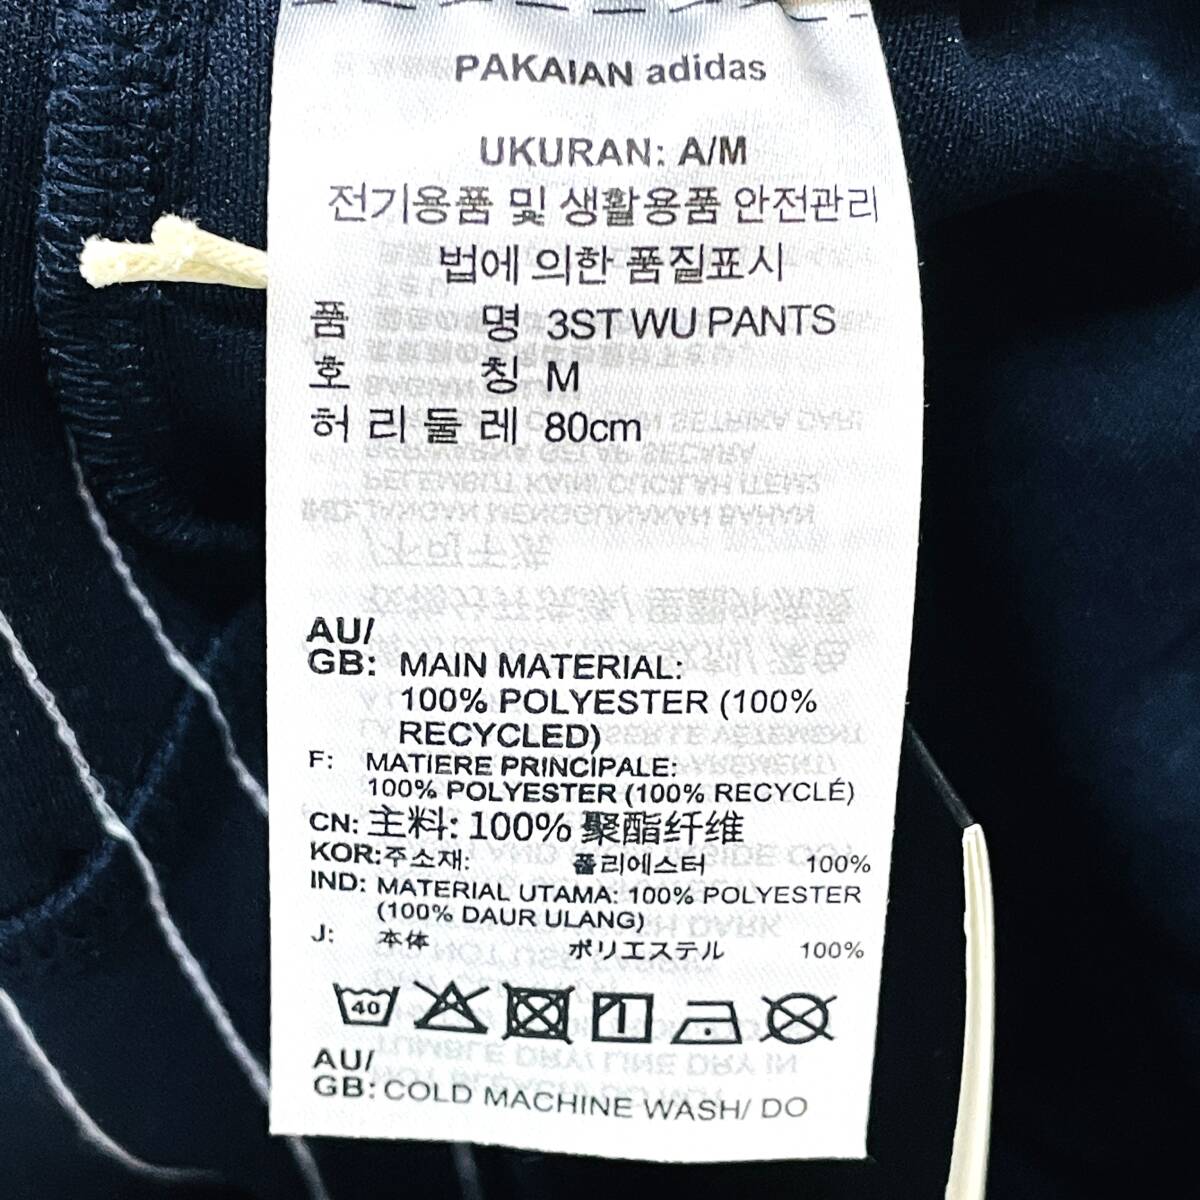 PAKAIAN adidas
UKURAN: A/M
전기용품 및 생활용품 안전관리
법에 의한 품질표시
품 명 3ST WU PANTS
호 칭 M
허 리 둘 레 80cm
AU/
GB: MAIN MATERIAL:
100% POLYESTER (100%
RECYCLED)
F: MATIERE PRINCIPALE:
100% POLYESTER (100% RECYCLÉ)
CN: 主料: 100% 聚酯纤维
KOR: 주소재: 폴리에스터 100%
IND: MATERIAL UTAMA: 100% POLYESTER
(100% DAUR ULANG)
J: 本体 ポリエステル 100%
40
AU/
GB: COLD MACHINE WASH/ DO